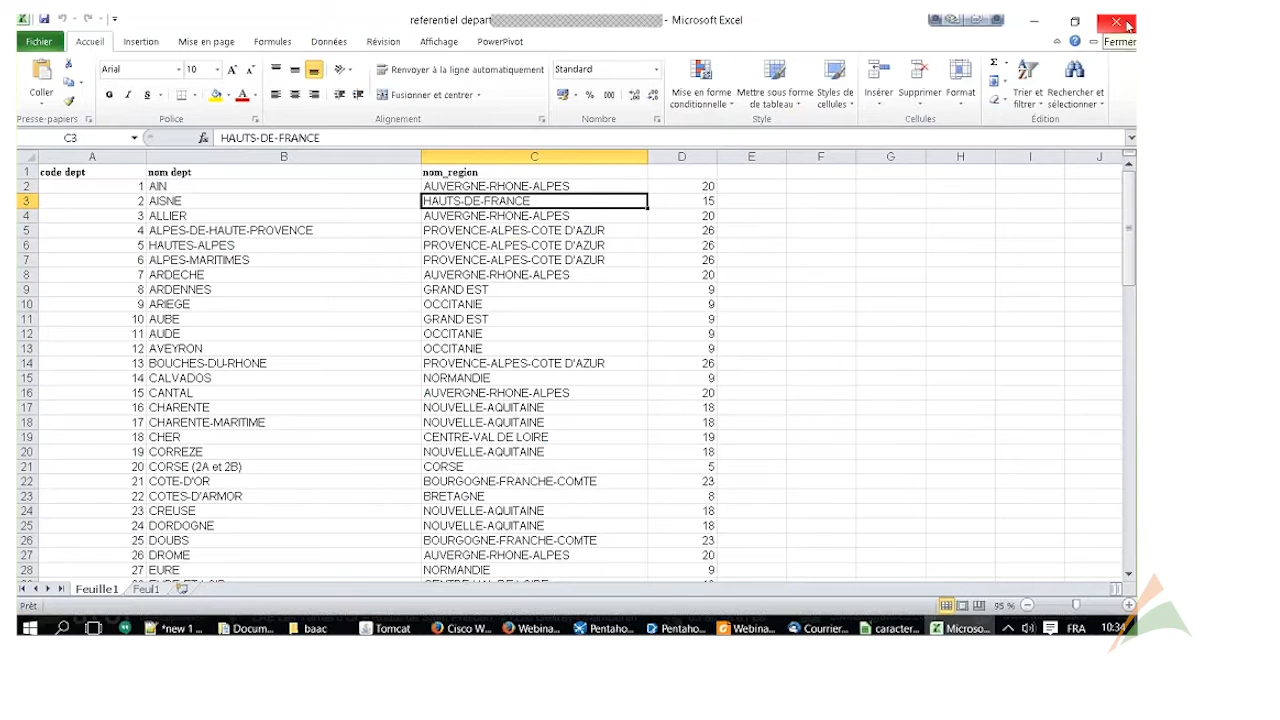 referentiel depart - Microsoft Excel
Fichier Accueil Insertion Mise en page Formules Données Révision Affichage PowerPivot Fermer
Coller Arial 10 Renvoyer à la ligne automatiquement Standard
G I S Fusionner et centrer % 000 Mise en forme conditionnelle Mettre sous forme de tableau Styles de cellules Insérer Supprimer Format Trier et filtrer Rechercher et sélectionner
Presse-papiers Police Alignement Nombre Style Cellules Édition
C3 fx HAUTS-DE-FRANCE
A B C D E F G H I J
1 code dept nom dept nom_region
2 1 AIN AUVERGNE-RHONE-ALPES 20
3 2 AISNE HAUTS-DE-FRANCE 15
4 3 ALLIER AUVERGNE-RHONE-ALPES 20
5 4 ALPES-DE-HAUTE-PROVENCE PROVENCE-ALPES-COTE D'AZUR 26
6 5 HAUTES-ALPES PROVENCE-ALPES-COTE D'AZUR 26
7 6 ALPES-MARITIMES PROVENCE-ALPES-COTE D'AZUR 26
8 7 ARDECHE AUVERGNE-RHONE-ALPES 20
9 8 ARDENNES GRAND EST 9
10 9 ARIEGE OCCITANIE 9
11 10 AUBE GRAND EST 9
12 11 AUDE OCCITANIE 9
13 12 AVEYRON OCCITANIE 9
14 13 BOUCHES-DU-RHONE PROVENCE-ALPES-COTE D'AZUR 26
15 14 CALVADOS NORMANDIE 9
16 15 CANTAL AUVERGNE-RHONE-ALPES 20
17 16 CHARENTE NOUVELLE-AQUITAINE 18
18 17 CHARENTE-MARITIME NOUVELLE-AQUITAINE 18
19 18 CHER CENTRE-VAL DE LOIRE 19
20 19 CORREZE NOUVELLE-AQUITAINE 18
21 20 CORSE (2A et 2B) CORSE 5
22 21 COTE-D'OR BOURGOGNE-FRANCHE-COMTE 23
23 22 COTES-D'ARMOR BRETAGNE 8
24 23 CREUSE NOUVELLE-AQUITAINE 18
25 24 DORDOGNE NOUVELLE-AQUITAINE 18
26 25 DOUBS BOURGOGNE-FRANCHE-COMTE 23
27 26 DROME AUVERGNE-RHONE-ALPES 20
28 27 EURE NORMANDIE 9
Feuille1 Feuil1
Prêt 95 %
*new 1 ... Docum... baac Tomcat Cisco W... Webina... Pentaho... Pentaho... Webina... Courrier... caracter... Microso... FRA 10:34